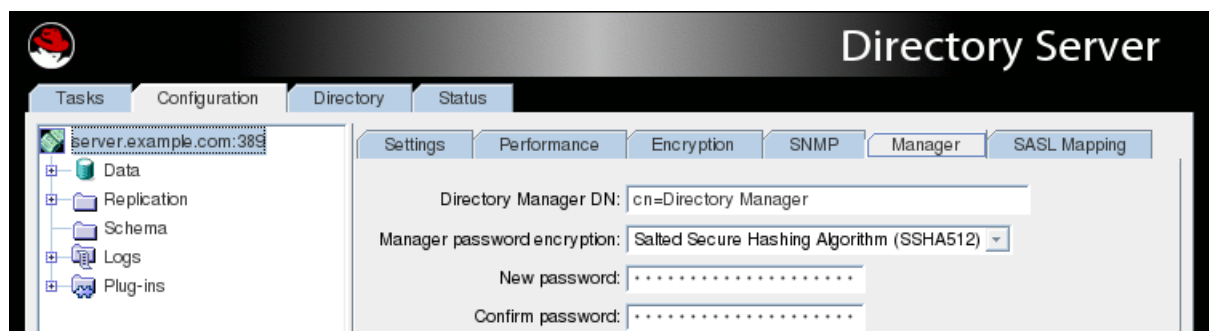 Directory Server
Tasks Configuration Directory Status
server.example.com:389
Data
Replication
Schema
Logs
Plug-ins
Settings Performance Encryption SNMP Manager SASL Mapping
Directory Manager DN: cn=Directory Manager
Manager password encryption: Salted Secure Hashing Algorithm (SSHA512)
New password: ····················
Confirm password: ····················